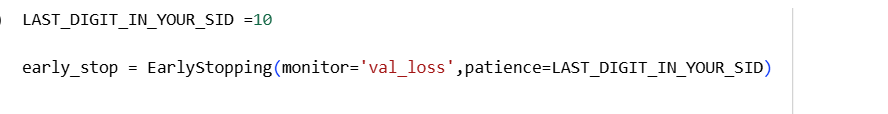 LAST_DIGIT_IN_YOUR_SID =10
early_stop = EarlyStopping(monitor='val_loss',patience=LAST_DIGIT_IN_YOUR_SID)